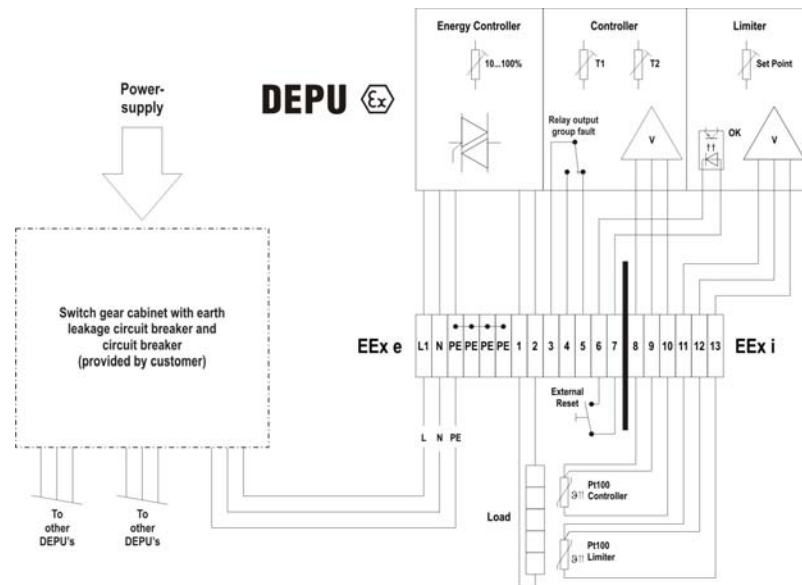 Energy Controller
Controller
Limiter
10...100%
T1
T2
Set Point
Power-
supply
DEPU Ex
Relay output
group fault
V
OK
V
Switch gear cabinet with earth
leakage circuit breaker and
circuit breaker
(provided by customer)
EEx e
L1 N PE PE PE PE 1 2 3 4 5 6 7 8 9 10 11 12 13
EEx i
External
Reset
L N PE
To
other
DEPU's
To
other
DEPU's
Load
Pt100
Controller
ϑ↑↑
Pt100
Limiter
ϑ↑↑